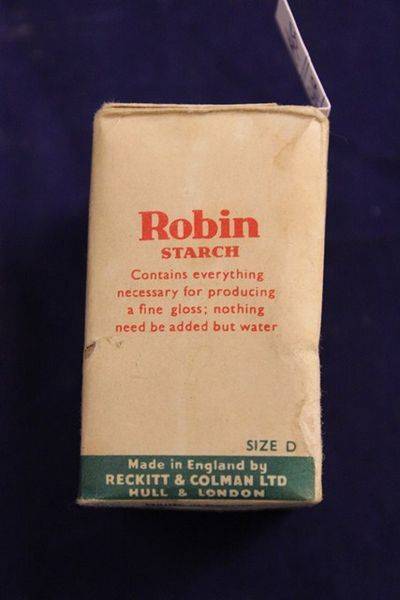 Robin
STARCH
Contains everything
necessary for producing
a fine gloss; nothing
need be added but water
SIZE D
Made in England by
RECKITT & COLMAN LTD
HULL & LONDON